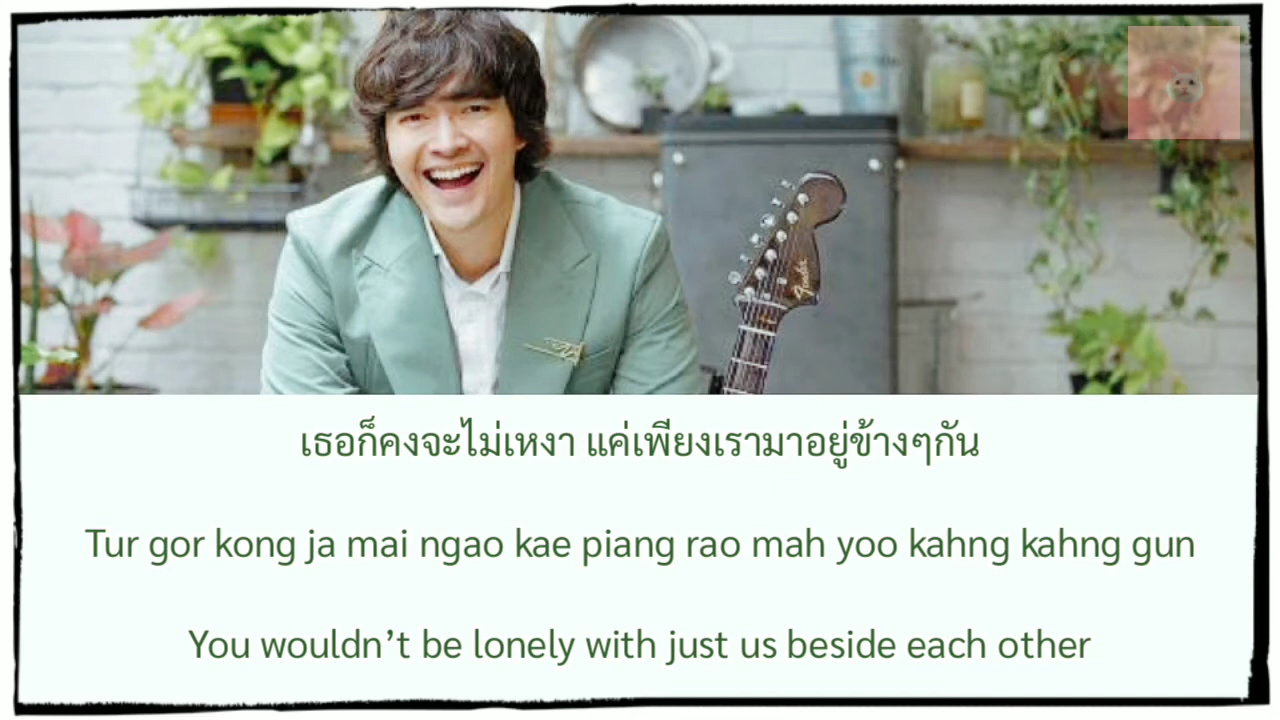 Fender
เธอก็คงจะไม่เหงา แค่เพียงเรามาอยู่ข้างๆกัน
Tur gor kong ja mai ngao kae piang rao mah yoo kahng kahng gun
You wouldn’t be lonely with just us beside each other